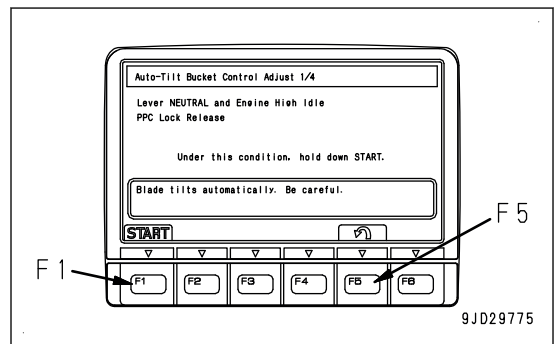 Auto-Tilt Bucket Control Adjust 1/4
Lever NEUTRAL and Engine High Idle
PPC Lock Release
Under this condition, hold down START.
Blade tilts automatically. Be careful.
START
F5
F1
F1 F2 F3 F4 F5 F6
9JD29775